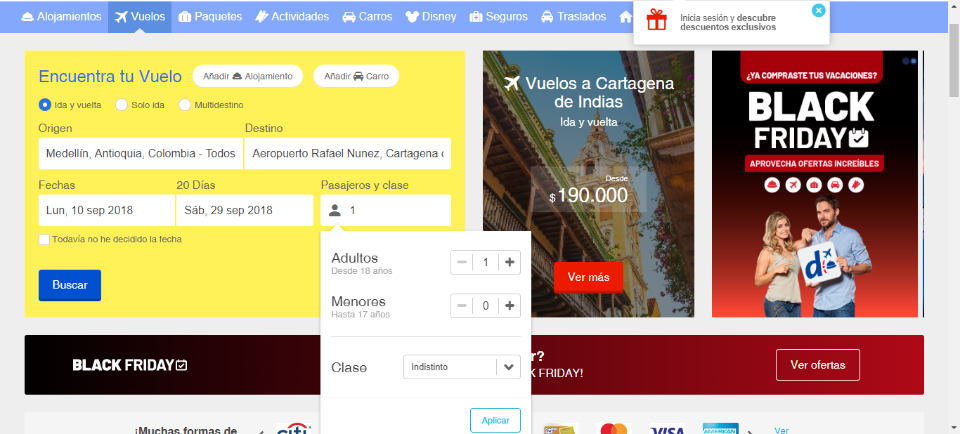 Alojamientos Vuelos Paquetes Actividades Carros Disney Seguros Traslados
Inicia sesión y descubre
descuentos exclusivos
Encuentra tu Vuelo Añadir Alojamiento Añadir Carro
Ida y vuelta Solo ida Multidestino
Origen Destino
Medellín, Antioquia, Colombia - Todos Aeropuerto Rafael Nunez, Cartagena
Fechas 20 Días Pasajeros y clase
Lun, 10 sep 2018 Sáb, 29 sep 2018 1
Todavía no he decidido la fecha
Buscar
Adultos
Desde 18 años
1
Menores
Hasta 17 años
0
Clase Indistinto
Aplicar
Vuelos a Cartagena
de Indias
Ida y vuelta
Desde
$190.000
Ver más
¿YA COMPRASTE TUS VACACIONES?
BLACK
FRIDAY
APROVECHA OFERTAS INCREÍBLES
d
BLACK FRIDAY
r?
CK FRIDAY!
Ver ofertas
¡Muchas formas de
citi
VISA
AMERICAN
Ver